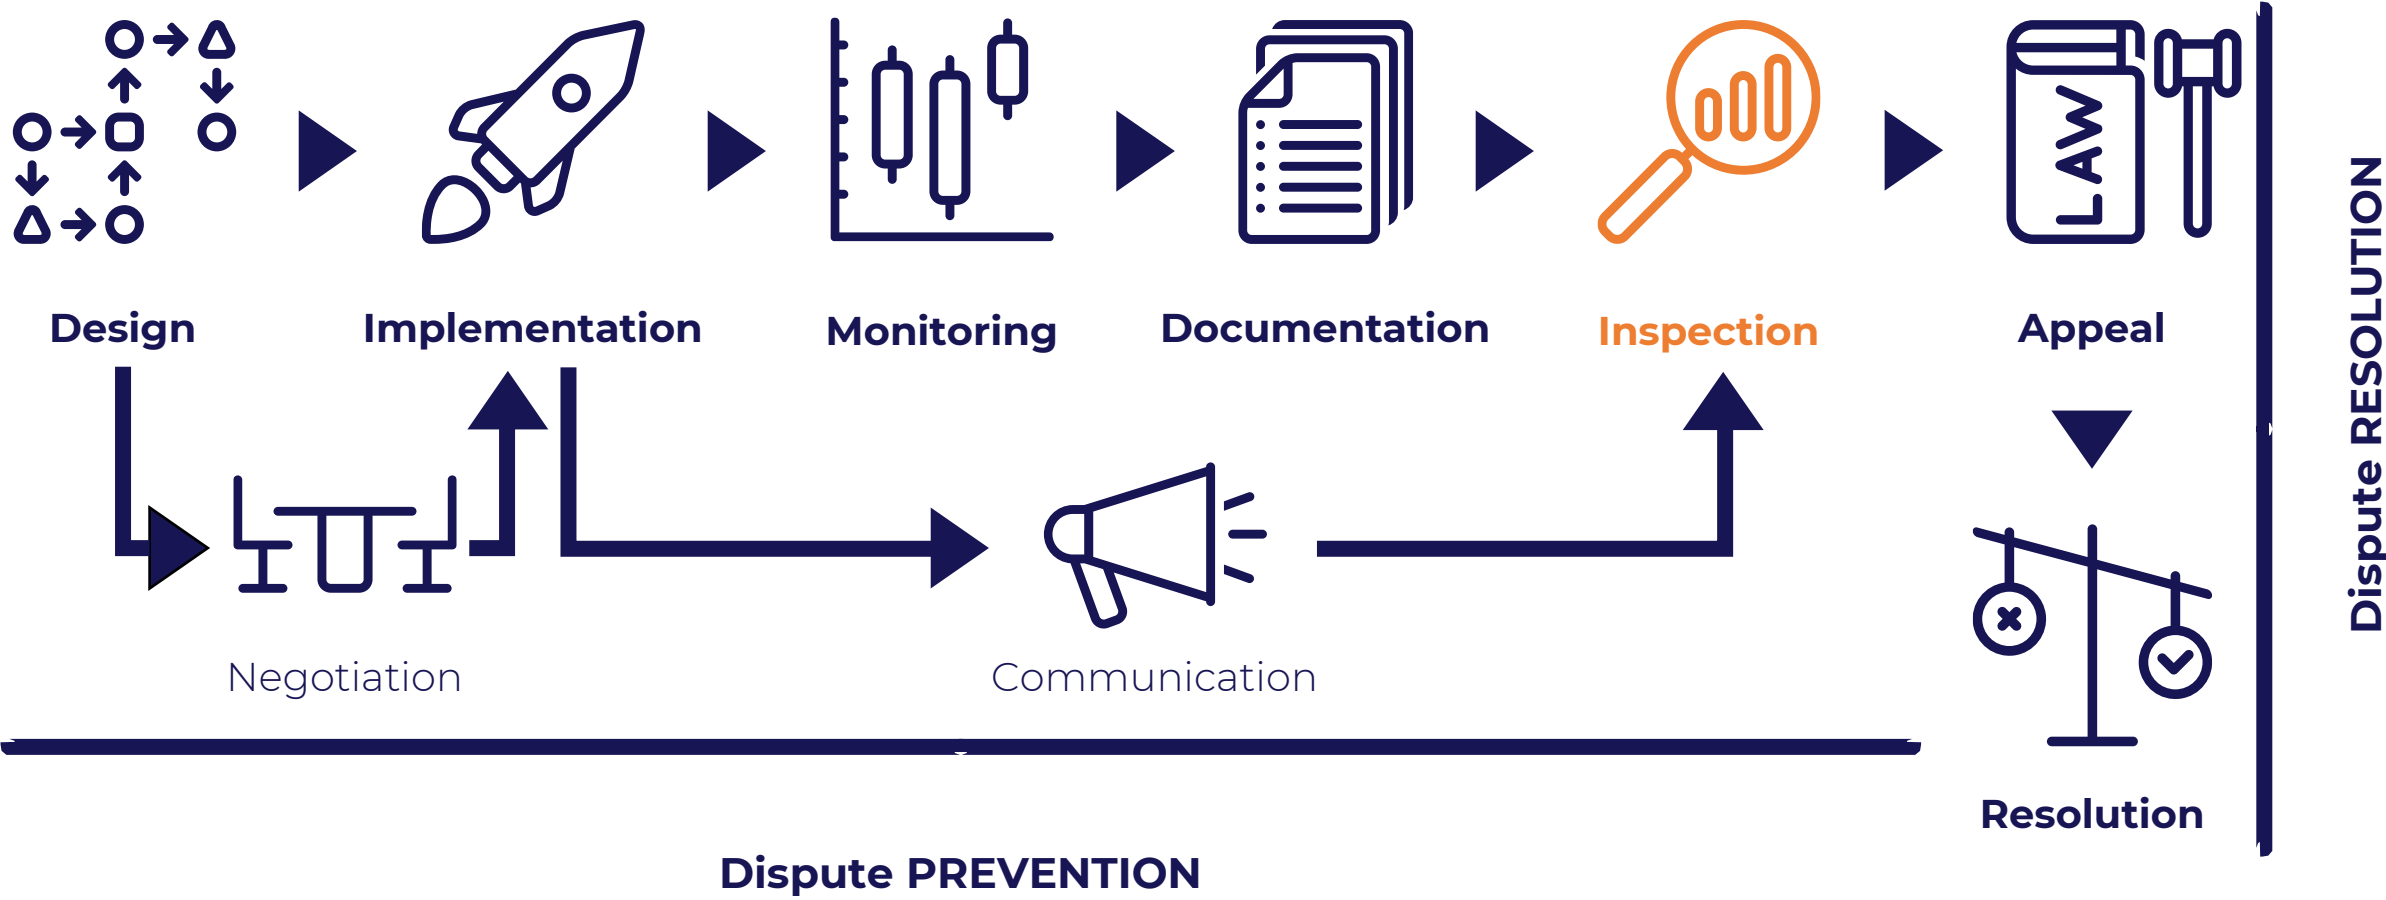 LAW
Design
Implementation
Monitoring
Documentation
Inspection
Appeal
Negotiation
Communication
Resolution
Dispute PREVENTION
Dispute RESOLUTION